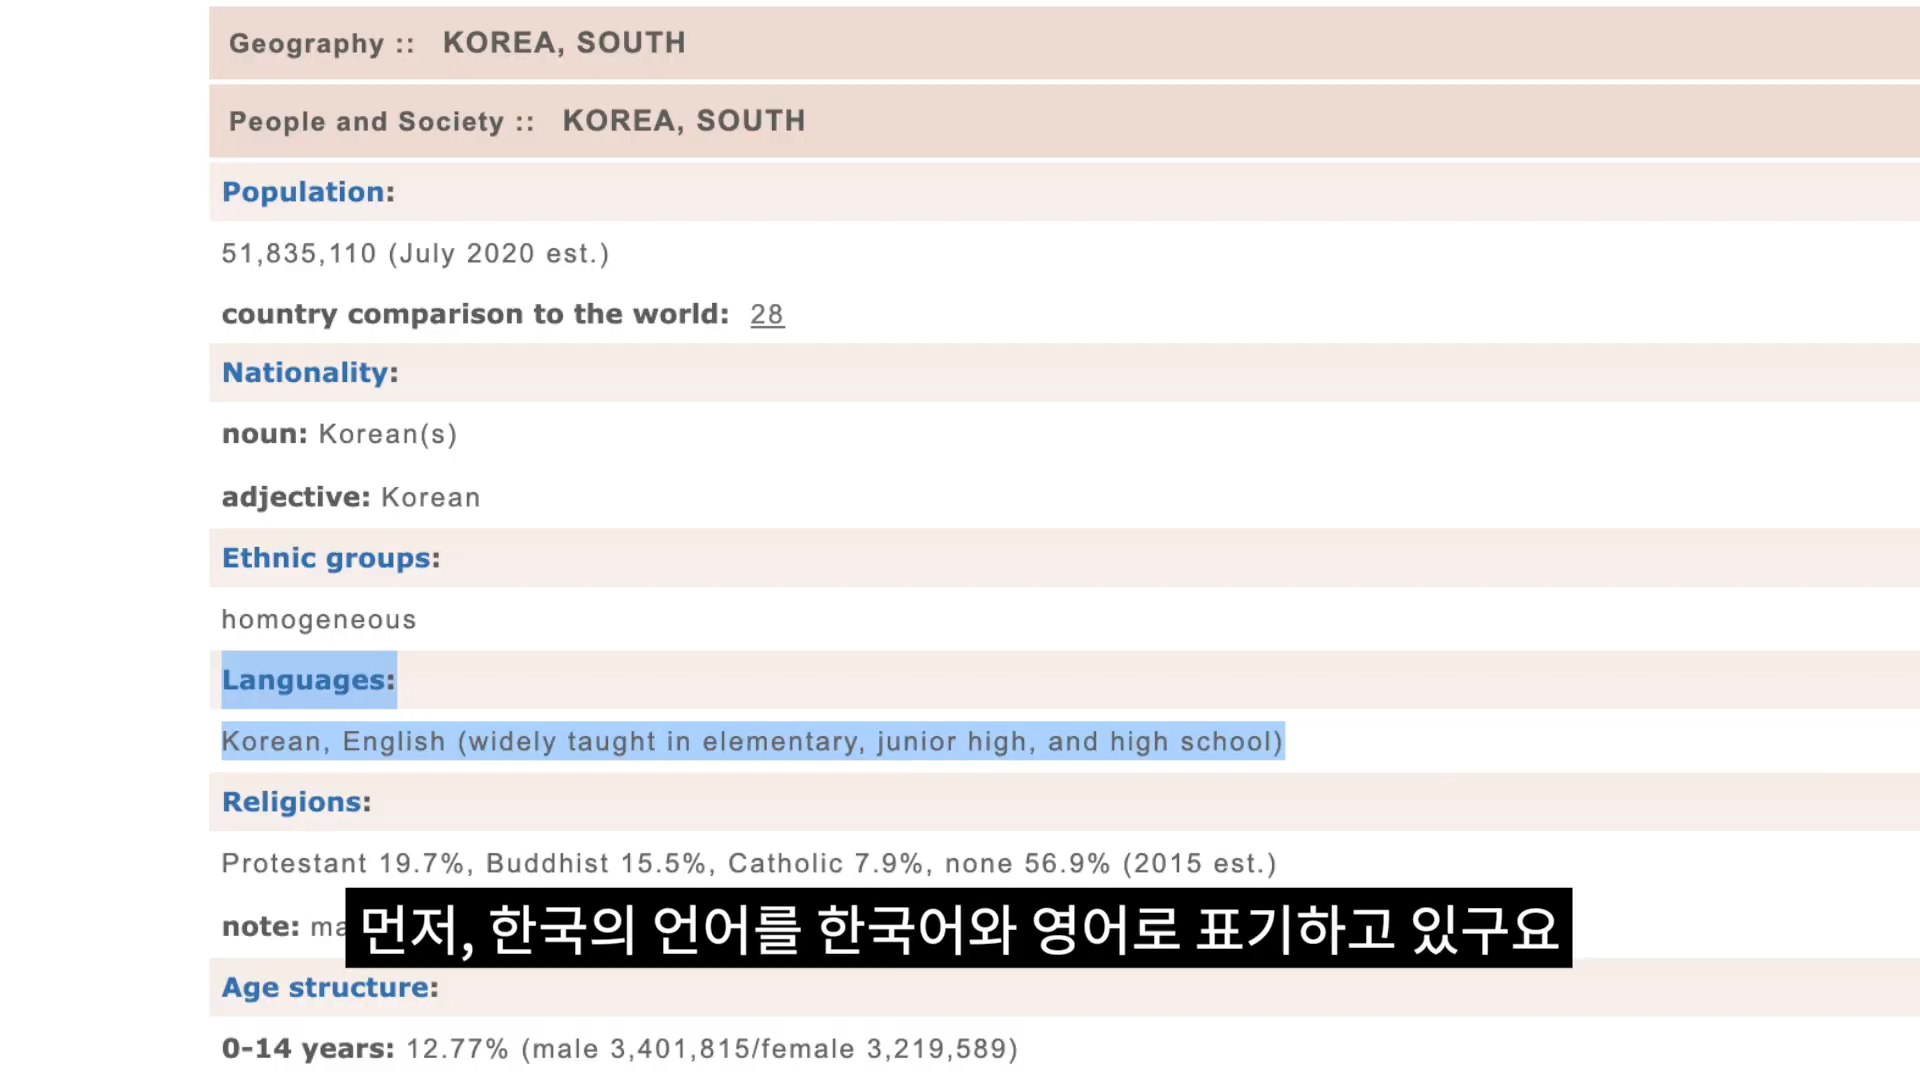 Geography :: KOREA, SOUTH
People and Society :: KOREA, SOUTH
Population:
51,835,110 (July 2020 est.)
country comparison to the world: 28
Nationality:
noun: Korean(s)
adjective: Korean
Ethnic groups:
homogeneous
Languages:
Korean, English (widely taught in elementary, junior high, and high school)
Religions:
Protestant 19.7%, Buddhist 15.5%, Catholic 7.9%, none 56.9% (2015 est.)
note:
먼저, 한국의 언어를 한국어와 영어로 표기하고 있구요
Age structure:
0-14 years: 12.77% (male 3,401,815/female 3,219,589)